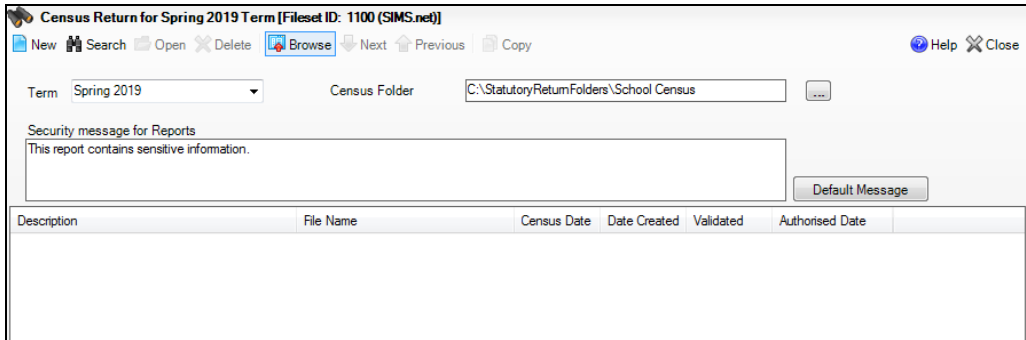 Census Return for Spring 2019 Term [Fileset ID: 1100 (SIMS.net)]
New Search Open Delete Browse Next Previous Copy Help Close
Term Spring 2019 Census Folder C:\StatutoryReturnFolders\School Census ...
Security message for Reports
This report contains sensitive information.
Default Message
Description File Name Census Date Date Created Validated Authorised Date